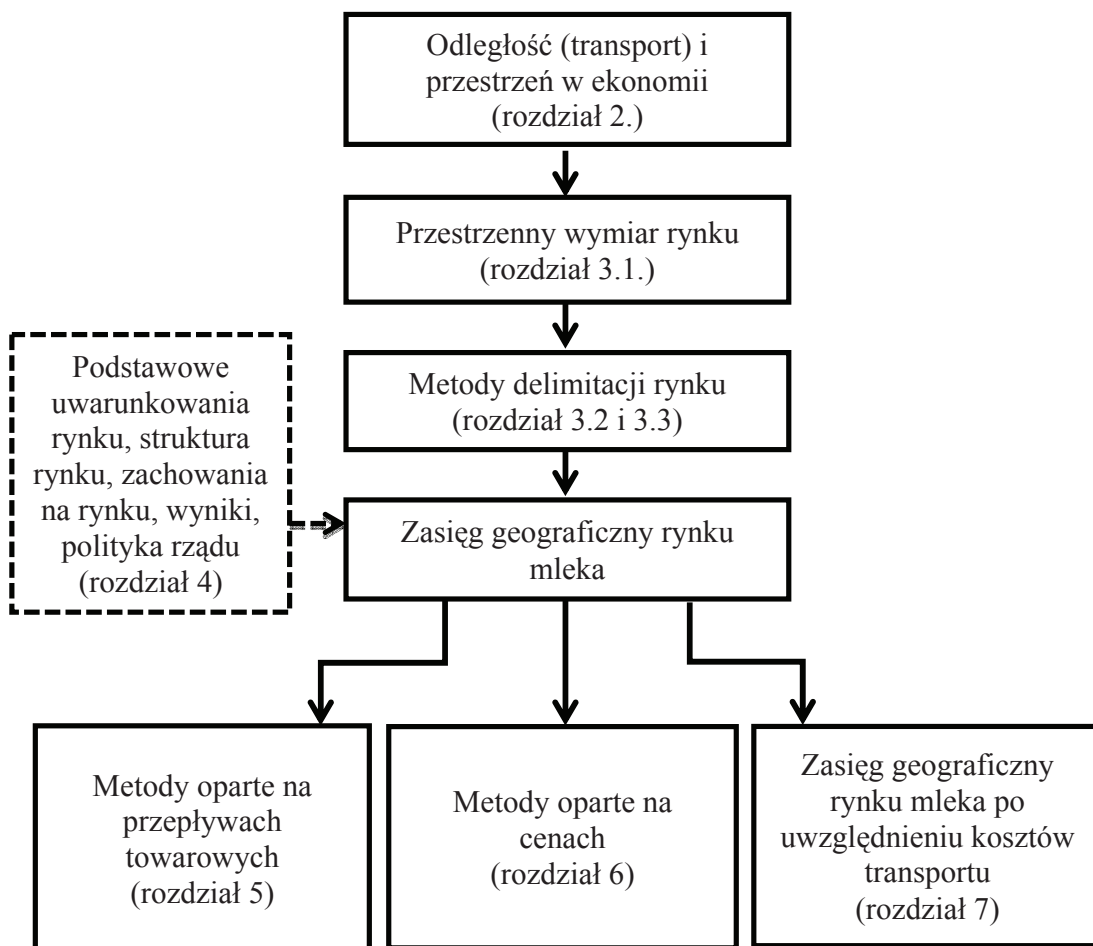 Odległość (transport) i
przestrzeń w ekonomii
(rozdział 2.)
Przestrzenny wymiar rynku
(rozdział 3.1.)
Metody delimitacji rynku
(rozdział 3.2 i 3.3)
Podstawowe
uwarunkowania
rynku, struktura
rynku, zachowania
na rynku, wyniki,
polityka rządu
(rozdział 4)
Zasięg geograficzny rynku
mleka
Metody oparte na
przepływach
towarowych
(rozdział 5)
Metody oparte na
cenach
(rozdział 6)
Zasięg geograficzny
rynku mleka po
uwzględnieniu kosztów
transportu
(rozdział 7)